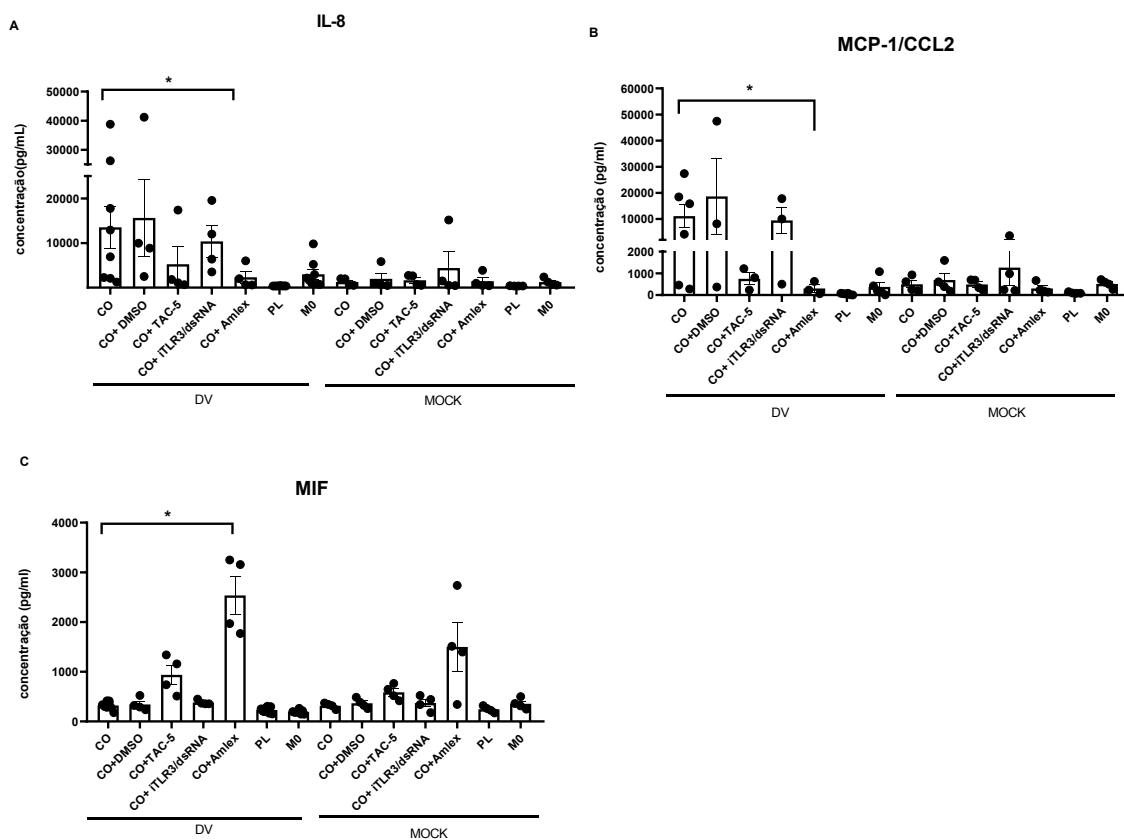 A
IL-8
*
concentração(pg/mL)
50000
40000
30000
20000
10000
CO
CO+ DMSO
CO+ TAC-5
CO+ iTLR3/dsRNA
CO+ Amlex
PL
M0
CO
CO+ DMSO
CO+ TAC-5
CO+ iTLR3/dsRNA
CO+ Amlex
PL
M0
DV
MOCK
B
MCP-1/CCL2
*
concentração (pg/ml)
60000
50000
40000
30000
20000
10000
0
2000
1000
0
CO
CO+DMSO
CO+TAC-5
CO+ iTLR3/dsRNA
CO+Amlex
PL
M0
CO
CO+DMSO
CO+TAC-5
CO+iTLR3/dsRNA
CO+Amlex
PL
M0
DV
MOCK
C
MIF
*
concentração (pg/ml)
4000
3000
2000
1000
0
CO
CO+DMSO
CO+TAC-5
CO+ iTLR3/dsRNA
CO+Amlex
PL
M0
CO
CO+DMSO
CO+TAC-5
CO+ iTLR3/dsRNA
CO+Amlex
PL
M0
DV
MOCK